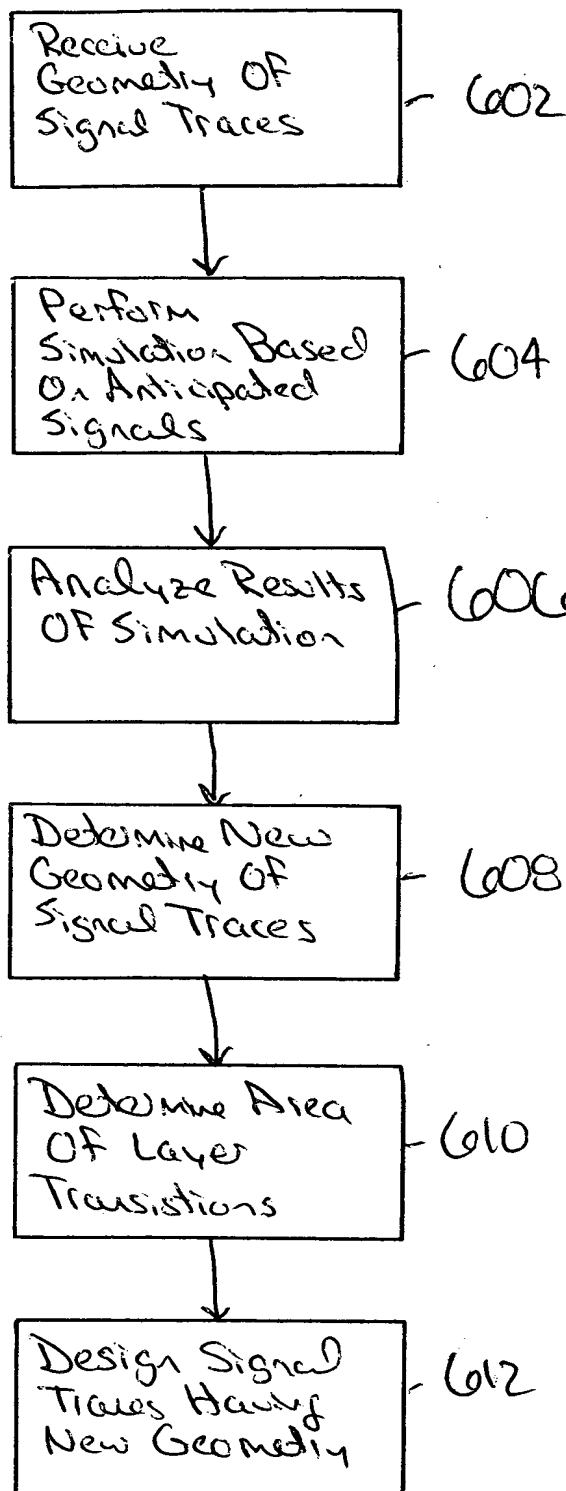 Receive
Geometry Of
Signal Traces
602
Perform
Simulation Based
On Anticipated
Signals
604
Analyze Results
Of Simulation
606
Determine New
Geometry Of
Signal Traces
608
Determine Area
Of Layer
Transistions
610
Design Signal
Traces Having
New Geometry
612